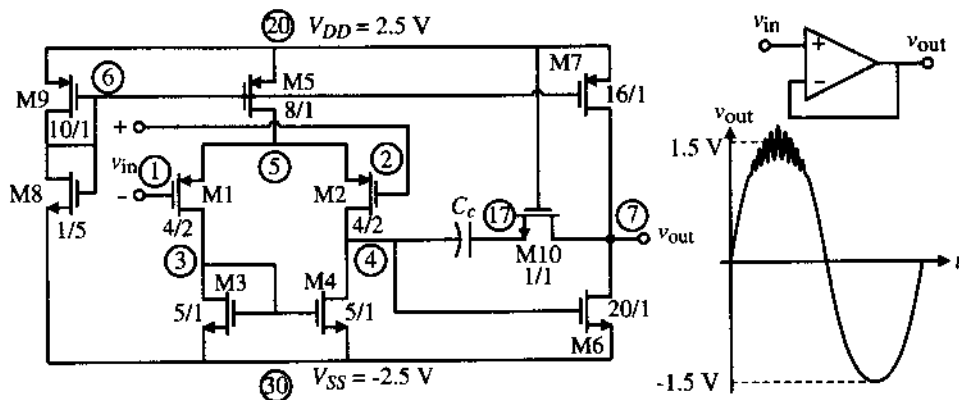 20
V_DD = 2.5 V
6
M9
10/1
M5
8/1
M7
16/1
+
v_in
−
1
M1
4/2
5
2
M2
4/2
M8
1/5
3
4
C_c
17
M10
1/1
7
v_out
M3
5/1
M4
5/1
20/1
M6
30
V_SS = -2.5 V
v_in
+
−
v_out
v_out
1.5 V
t
-1.5 V